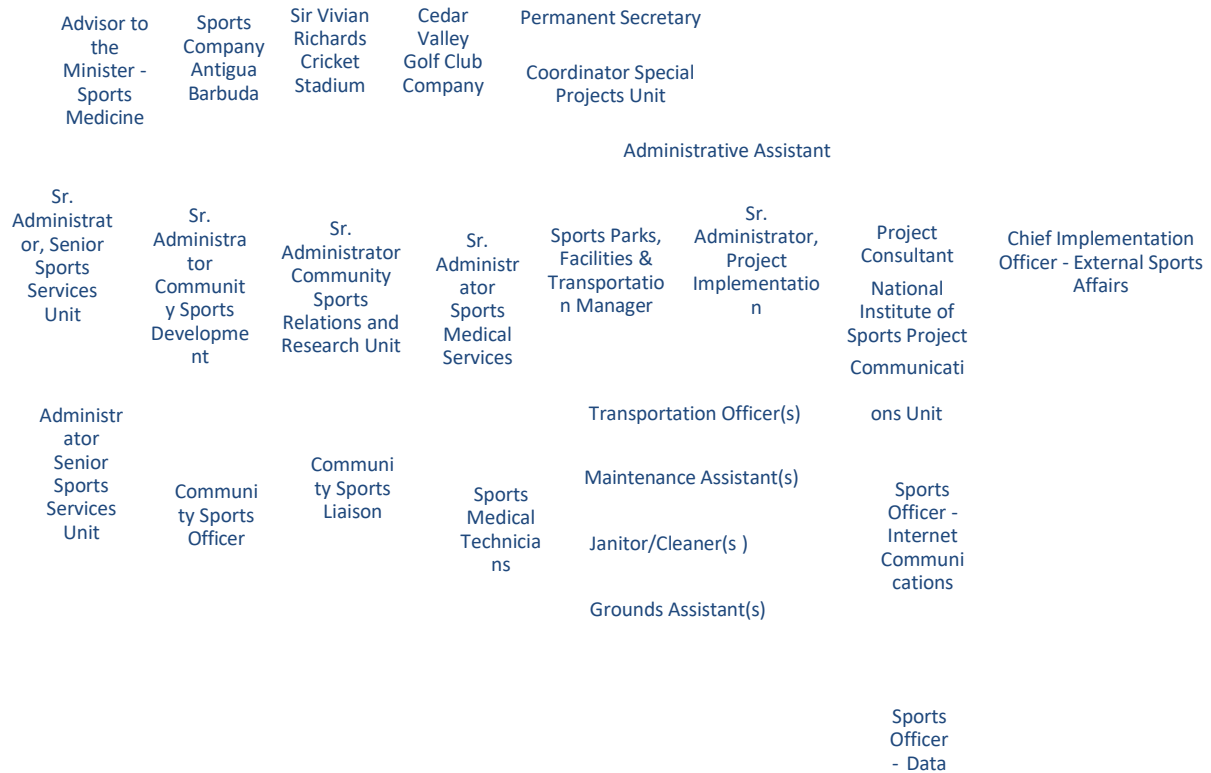 Advisor to
the
Minister -
Sports
Medicine
Sports
Company
Antigua
Barbuda
Sir Vivian
Richards
Cricket
Stadium
Cedar
Valley
Golf Club
Company
Permanent Secretary
Coordinator Special
Projects Unit
Administrative Assistant
Sr.
Administrat
or, Senior
Sports
Services
Unit
Sr.
Administra
tor
Communit
y Sports
Developme
nt
Sr.
Administrator
Community
Sports
Relations and
Research Unit
Sr.
Administr
ator
Sports
Medical
Services
Sports Parks,
Facilities &
Transportatio
n Manager
Sr.
Administrator,
Project
Implementatio
n
Project
Consultant
National
Institute of
Sports Project
Communicati
ons Unit
Chief Implementation
Officer - External Sports
Affairs
Administr
ator
Senior
Sports
Services
Unit
Communi
ty Sports
Officer
Communi
ty Sports
Liaison
Sports
Medical
Technicia
ns
Transportation Officer(s)
Maintenance Assistant(s)
Janitor/Cleaner(s )
Grounds Assistant(s)
Sports
Officer -
Internet
Communi
cations
Sports
Officer
- Data